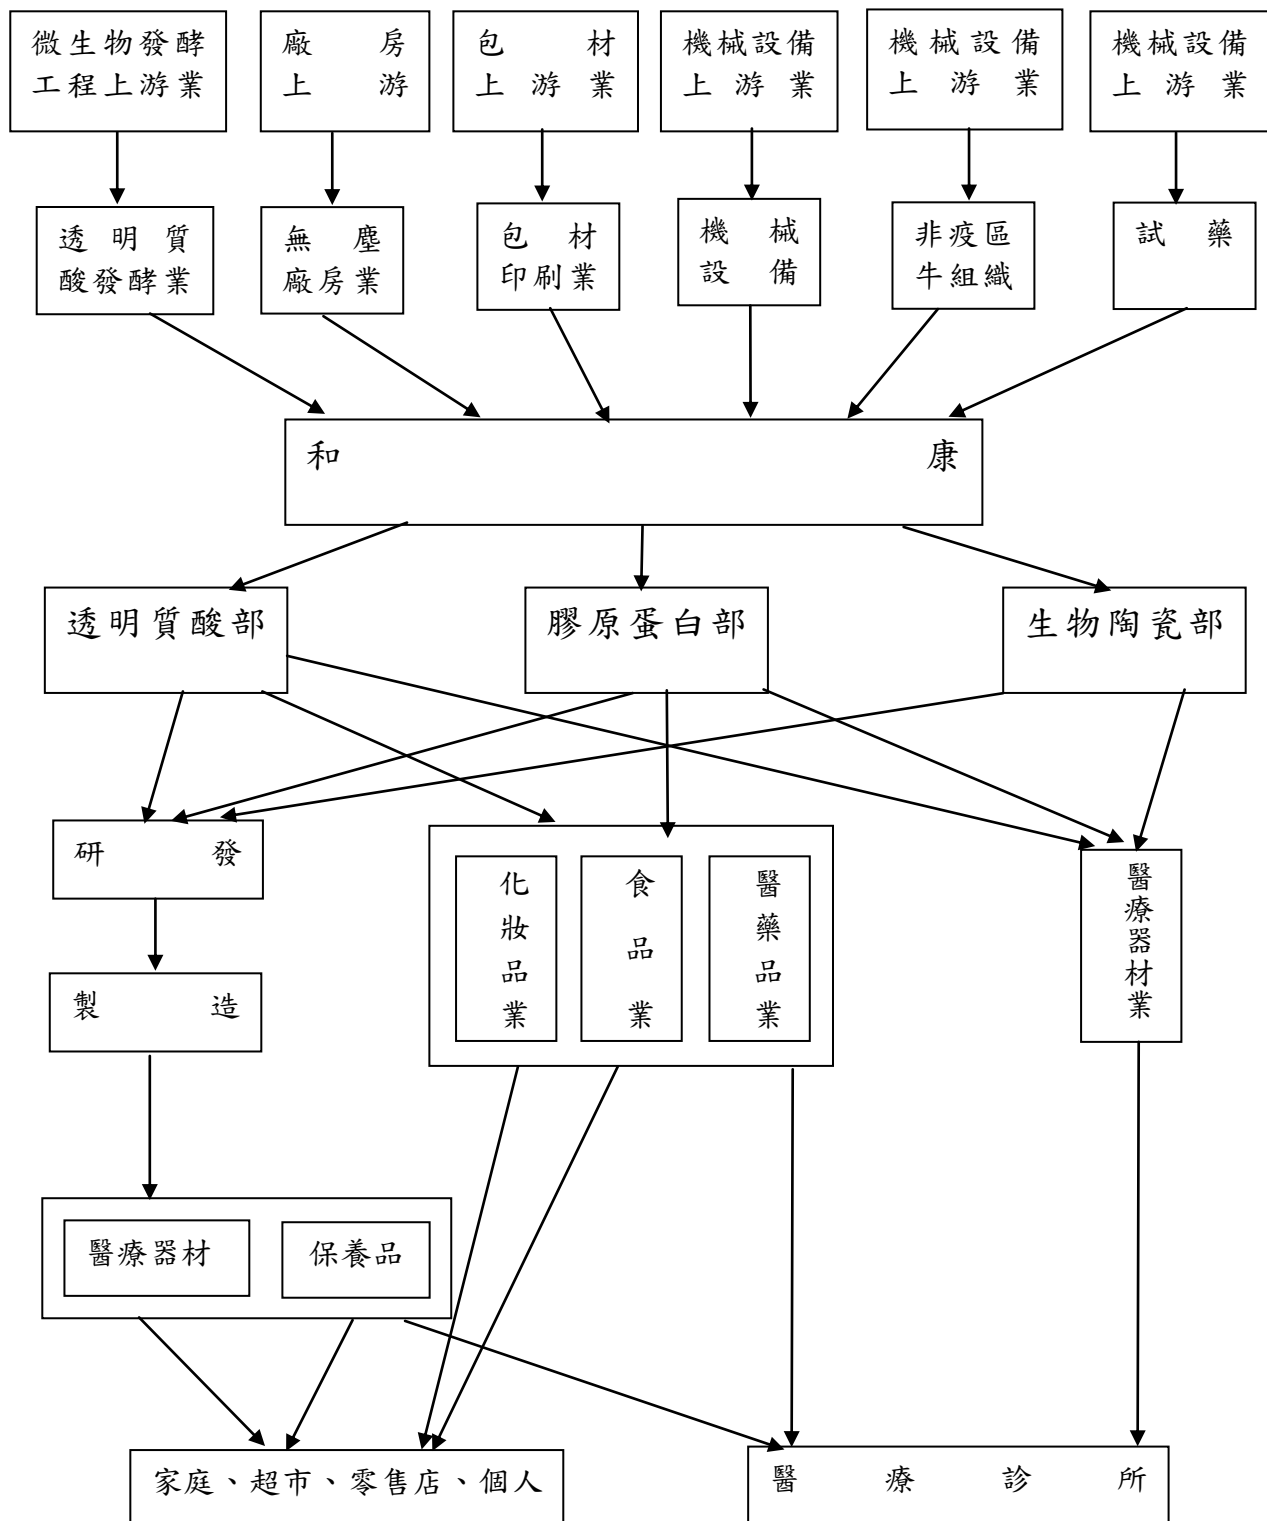 微生物發酵
工程上游業
廠房
上游
包材
上游業
機械設備
上游業
機械設備
上游業
機械設備
上游業
透明質
酸發酵業
無塵
廠房業
包材
印刷業
機械
設備
非疫區
牛組織
試藥
和康
透明質酸部
膠原蛋白部
生物陶瓷部
研發
化妝品業
食品業
醫藥品業
醫療器材業
製造
醫療器材
保養品
家庭、超市、零售店、個人
醫療診所